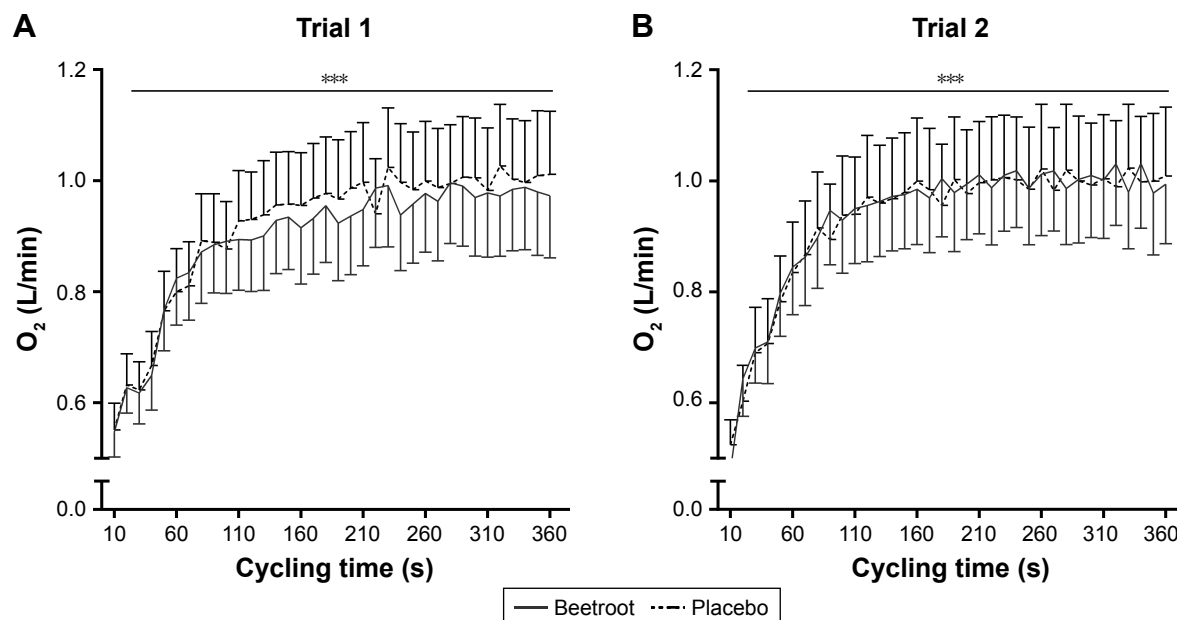 A
Trial 1
***
1.2
1.0
0.8
0.6
0.0
O₂ (L/min)
10 60 110 160 210 260 310 360
Cycling time (s)
B
Trial 2
***
1.2
1.0
0.8
0.6
0.0
O₂ (L/min)
10 60 110 160 210 260 310 360
Cycling time (s)
Beetroot Placebo